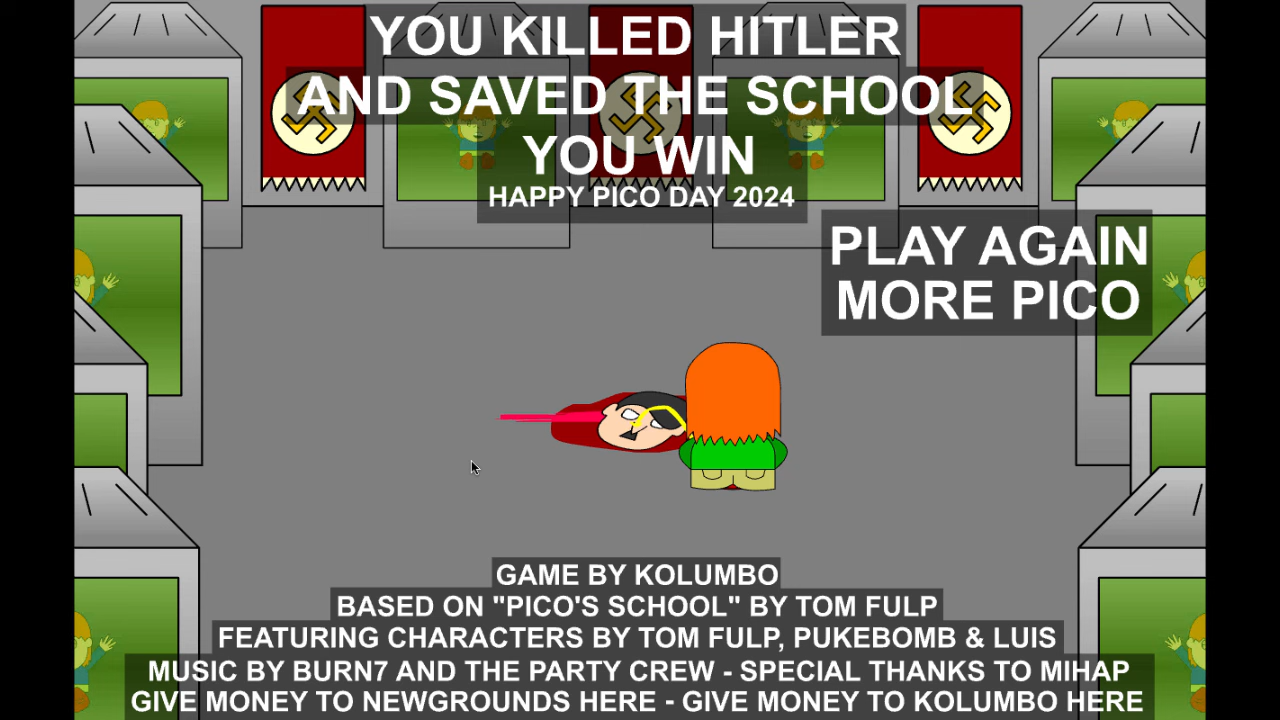 YOU KILLED HITLER
AND SAVED THE SCHOOL
YOU WIN
HAPPY PICO DAY 2024
PLAY AGAIN
MORE PICO
GAME BY KOLUMBO
BASED ON "PICO'S SCHOOL" BY TOM FULP
FEATURING CHARACTERS BY TOM FULP, PUKEBOMB & LUIS
MUSIC BY BURN7 AND THE PARTY CREW - SPECIAL THANKS TO MIHAP
GIVE MONEY TO NEWGROUNDS HERE - GIVE MONEY TO KOLUMBO HERE